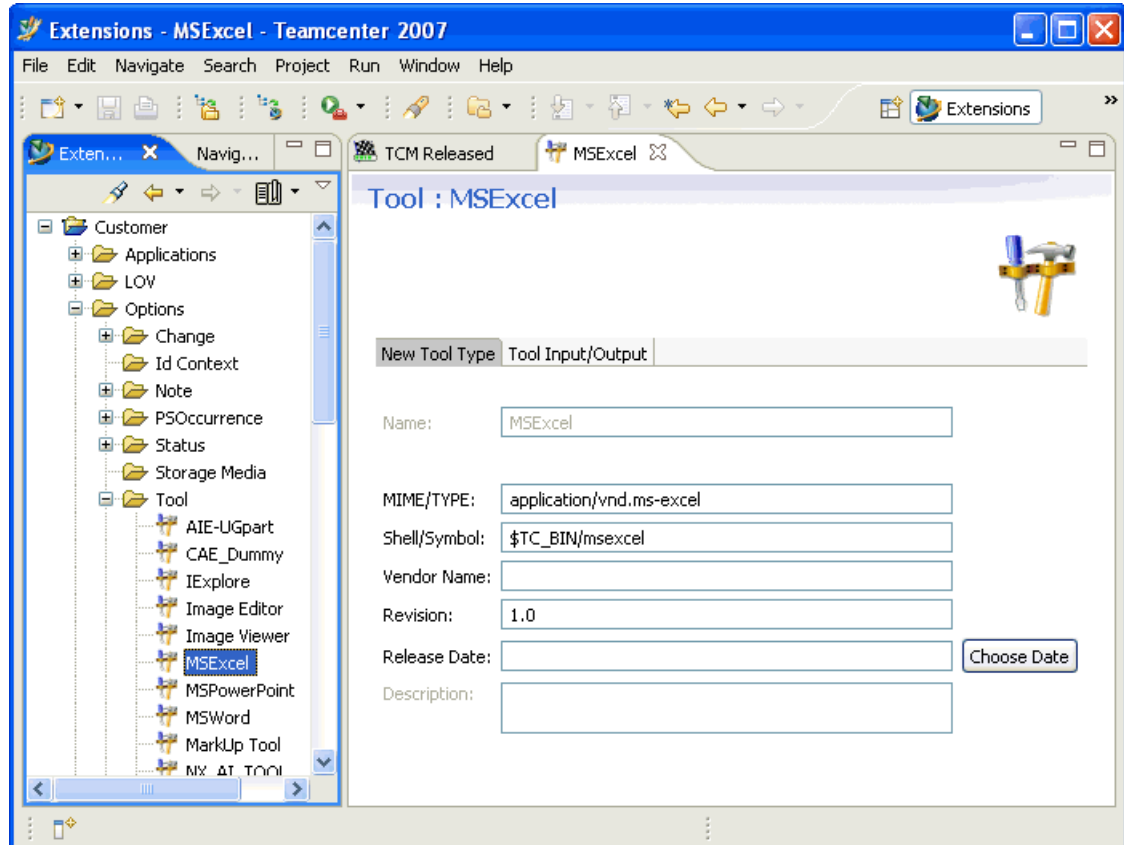 Extensions - MSExcel - Teamcenter 2007
File Edit Navigate Search Project Run Window Help
Extensions
»
Exten... Navig...
TCM Released MSExcel
Tool : MSExcel
Customer
Applications
LOV
Options
Change
Id Context
Note
PSOccurrence
Status
Storage Media
Tool
AIE-UGpart
CAE_Dummy
IExplore
Image Editor
Image Viewer
MSExcel
MSPowerPoint
MSWord
MarkUp Tool
NX_AI_TOOL
New Tool Type Tool Input/Output
Name: MSExcel
MIME/TYPE: application/vnd.ms-excel
Shell/Symbol: $TC_BIN/msexcel
Vendor Name:
Revision: 1.0
Release Date: Choose Date
Description: